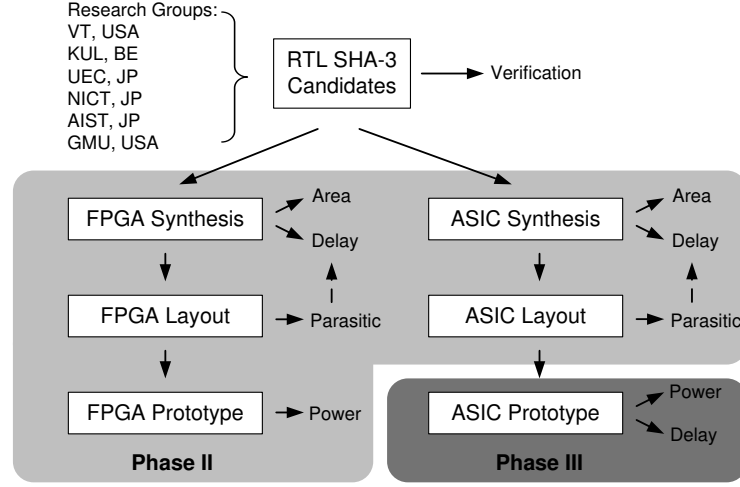 Research Groups:
VT, USA
KUL, BE
UEC, JP
NICT, JP
AIST, JP
GMU, USA
RTL SHA-3
Candidates
Verification
FPGA Synthesis
Area
Delay
FPGA Layout
Parasitic
FPGA Prototype
Power
Phase II
ASIC Synthesis
Area
Delay
ASIC Layout
Parasitic
ASIC Prototype
Power
Delay
Phase III